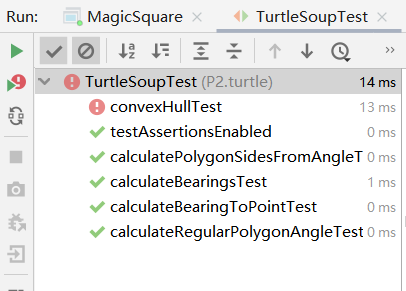 Run: MagicSquare TurtleSoupTest
9
TurtleSoupTest (P2.turtle) 14 ms
convexHullTest 13 ms
testAssertionsEnabled 0 ms
calculatePolygonSidesFromAngleT 0 ms
calculateBearingsTest 1 ms
calculateBearingToPointTest 0 ms
calculateRegularPolygonAngleTest 0 ms